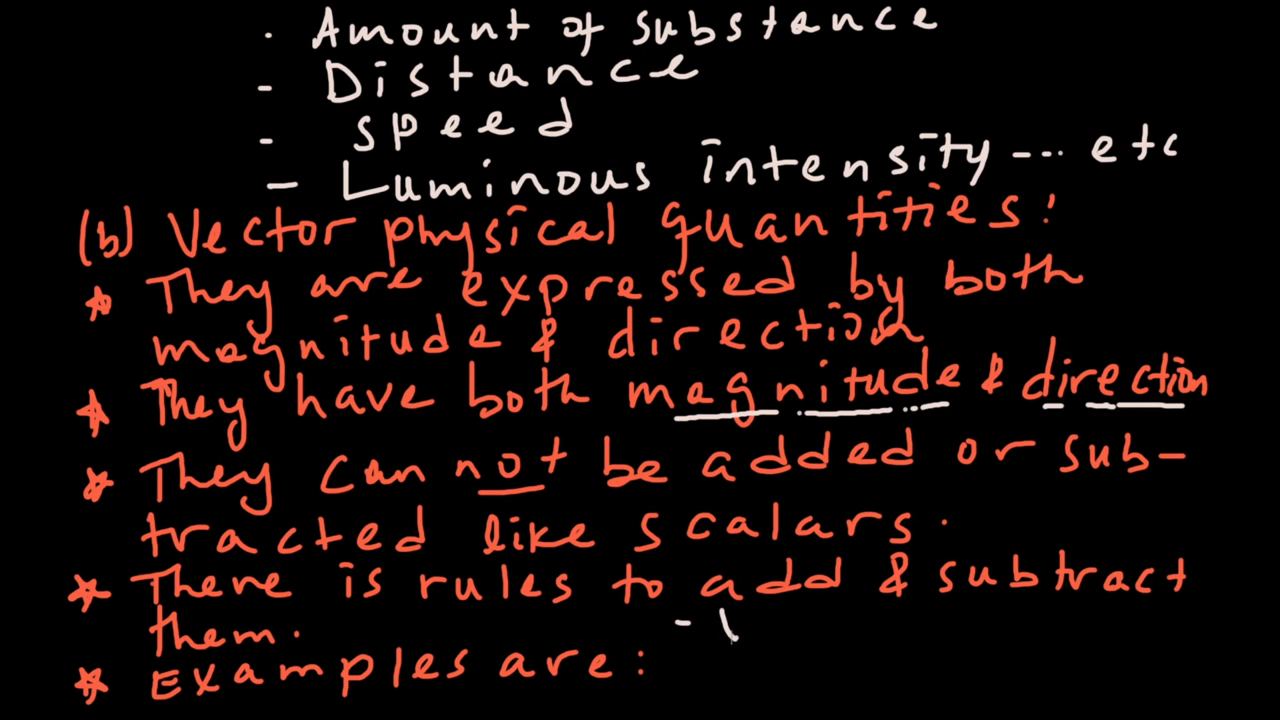 . Amount of substance
- Distance
- speed
- Luminous intensity --... etc
(b) Vector physical quantities:
* They are expressed by both
magnitude & direction
* They have both magnitude & direction
* They can not be added or sub-
tracted like scalars.
* There is rules to add & subtract
them.
* Examples are:
-